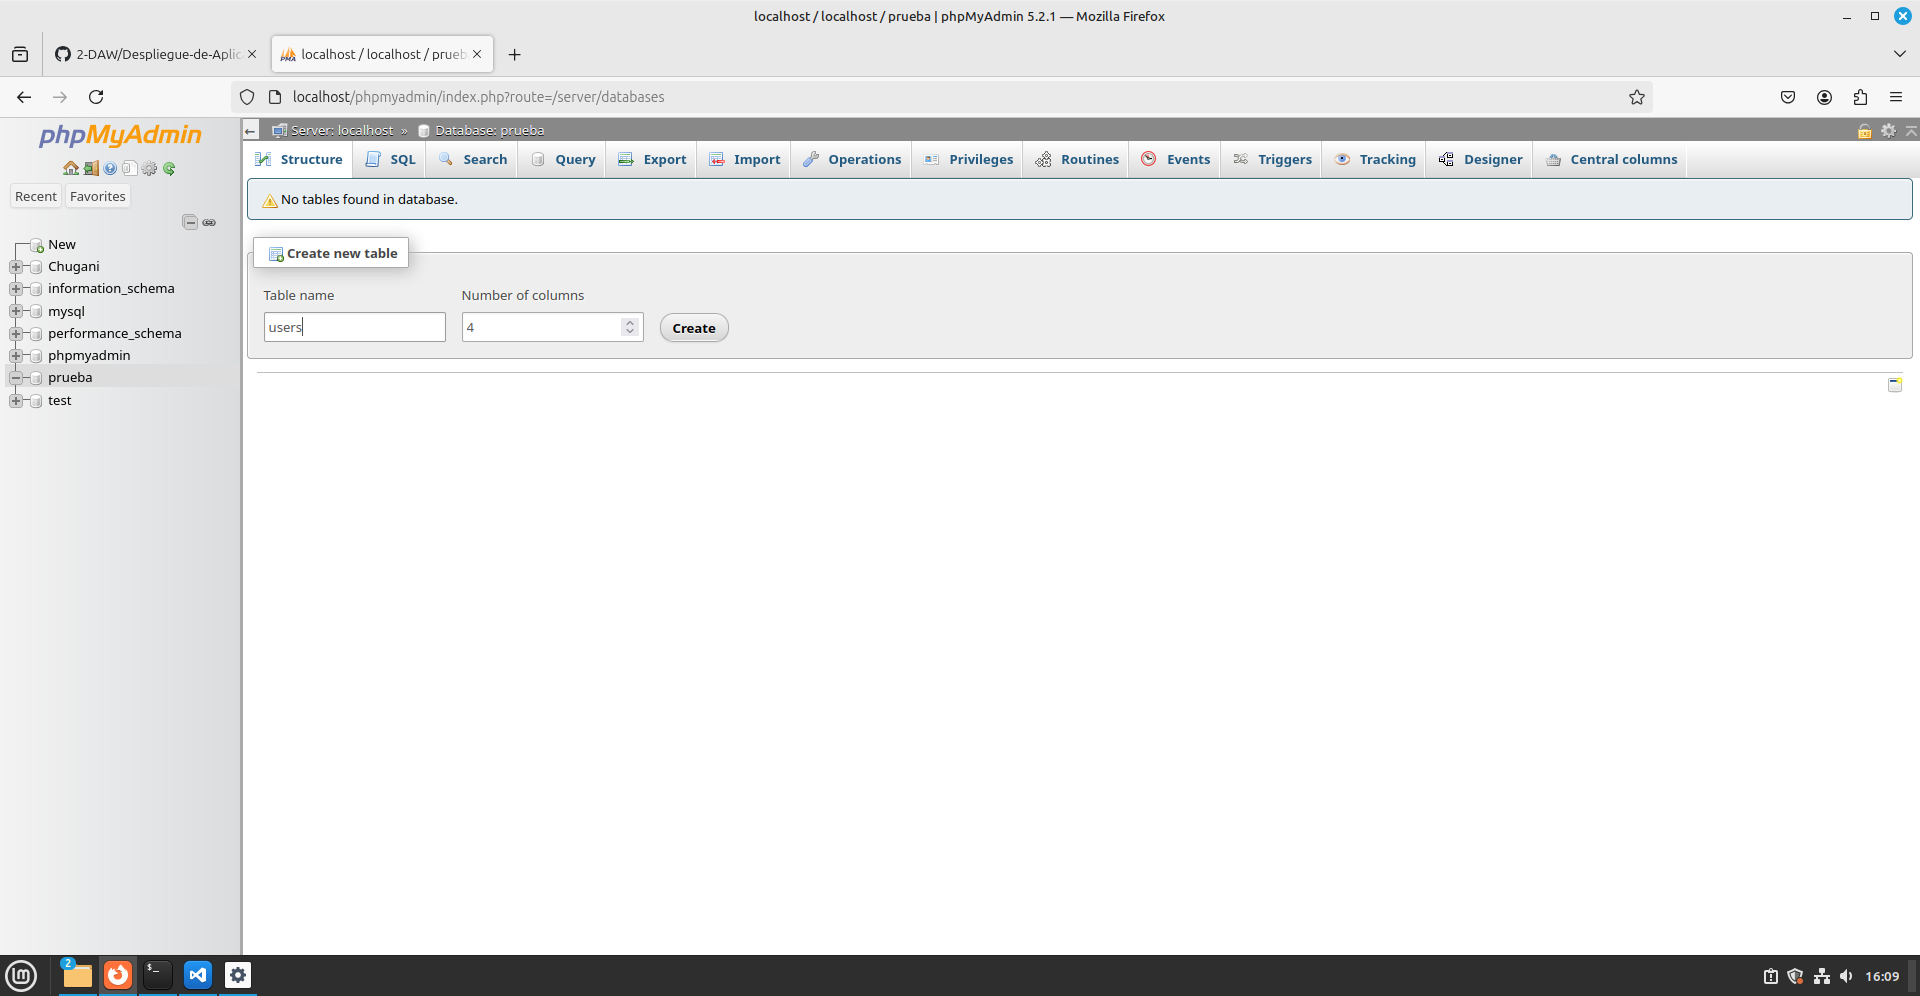 localhost / localhost / prueba | phpMyAdmin 5.2.1 — Mozilla Firefox
2-DAW/Despliegue-de-Aplic
localhost / localhost / prueb
localhost/phpmyadmin/index.php?route=/server/databases
phpMyAdmin
Recent
Favorites
New
Chugani
information_schema
mysql
performance_schema
phpmyadmin
prueba
test
Server: localhost » Database: prueba
Structure
SQL
Search
Query
Export
Import
Operations
Privileges
Routines
Events
Triggers
Tracking
Designer
Central columns
No tables found in database.
Create new table
Table name
Number of columns
users
4
Create
2
16:09